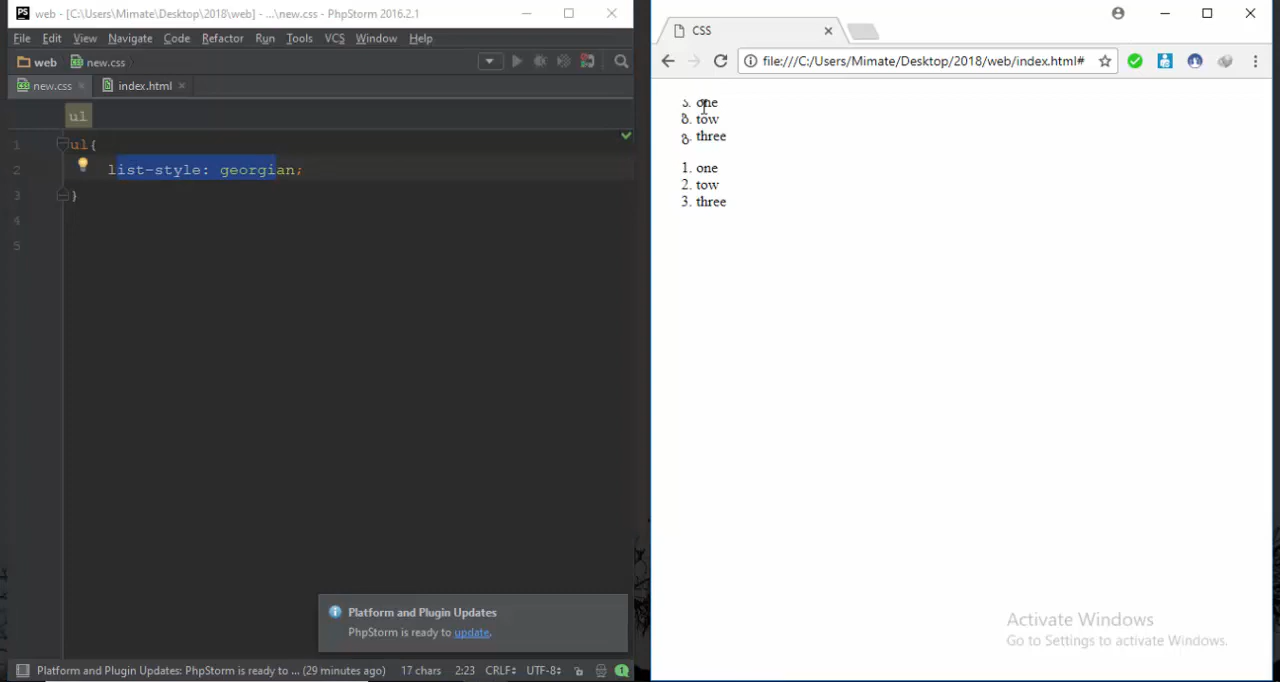 PS web - [C:\Users\Mimate\Desktop\2018\web] - ...\new.css - PhpStorm 2016.2.1
File Edit View Navigate Code Refactor Run Tools VCS Window Help
web new.css
new.css index.html
ul
1 ul{
2 list-style: georgian;
3 }
4
5
Platform and Plugin Updates
PhpStorm is ready to update.
Platform and Plugin Updates: PhpStorm is ready to ... (29 minutes ago) 17 chars 2:23 CRLF UTF-8 1
CSS
file:///C:/Users/Mimate/Desktop/2018/web/index.html#
ა. one
ბ. tow
გ. three
1. one
2. tow
3. three
Activate Windows
Go to Settings to activate Windows.